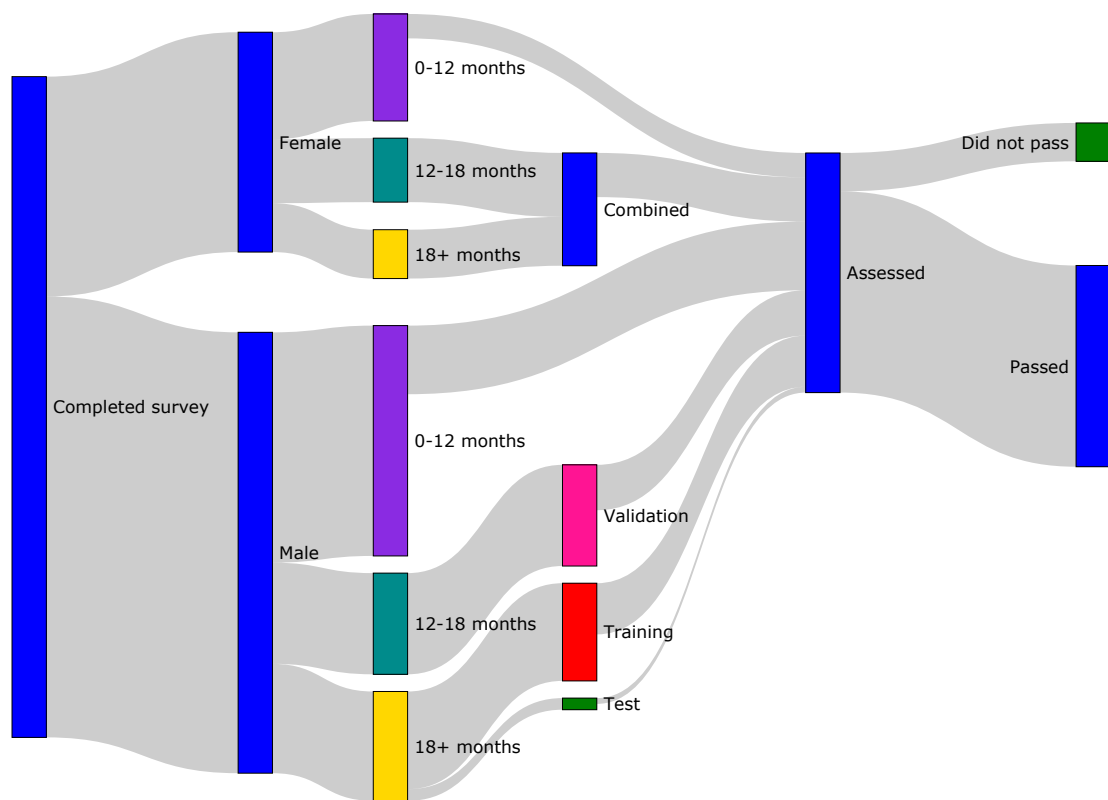 0-12 months
Did not pass
Female
12-18 months
Combined
18+ months
Assessed
Passed
Completed survey
0-12 months
Validation
Male
12-18 months
Training
Test
18+ months